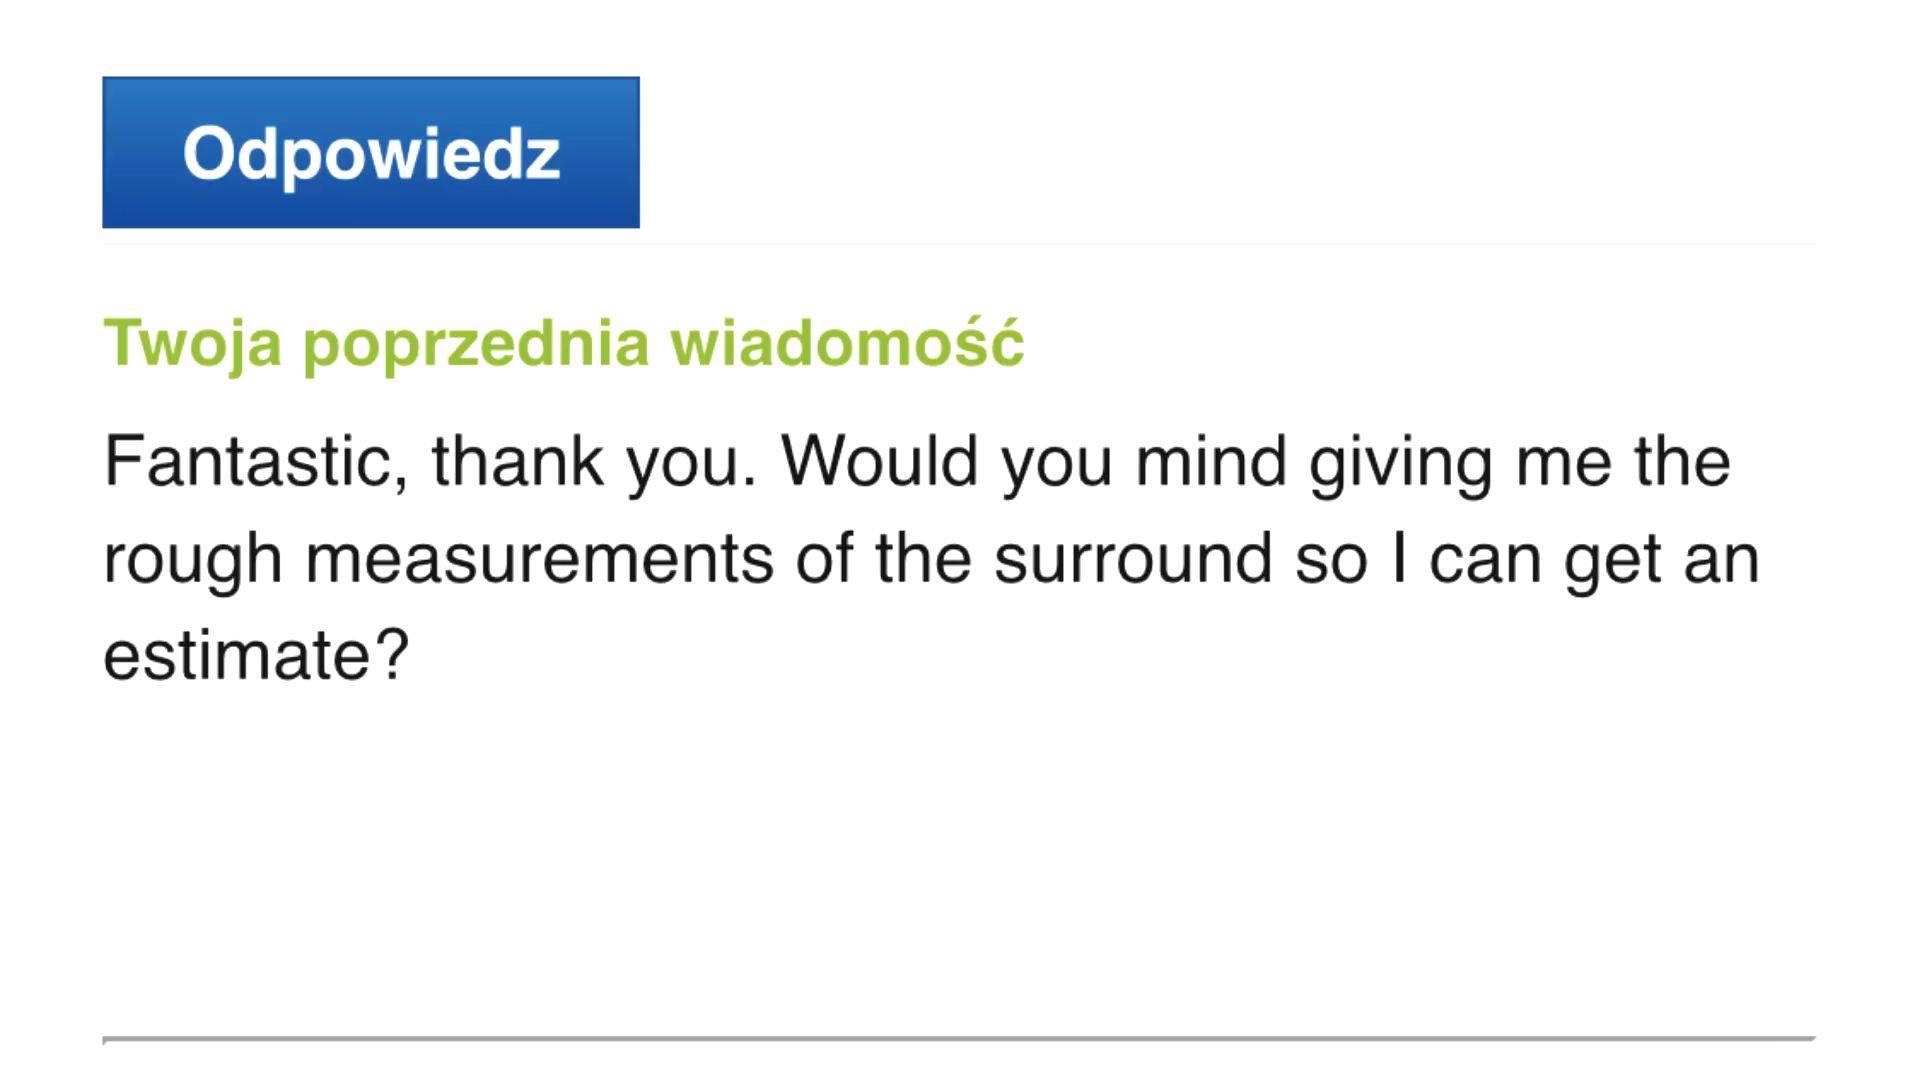 Odpowiedz
Twoja poprzednia wiadomość
Fantastic, thank you. Would you mind giving me the
rough measurements of the surround so I can get an
estimate?